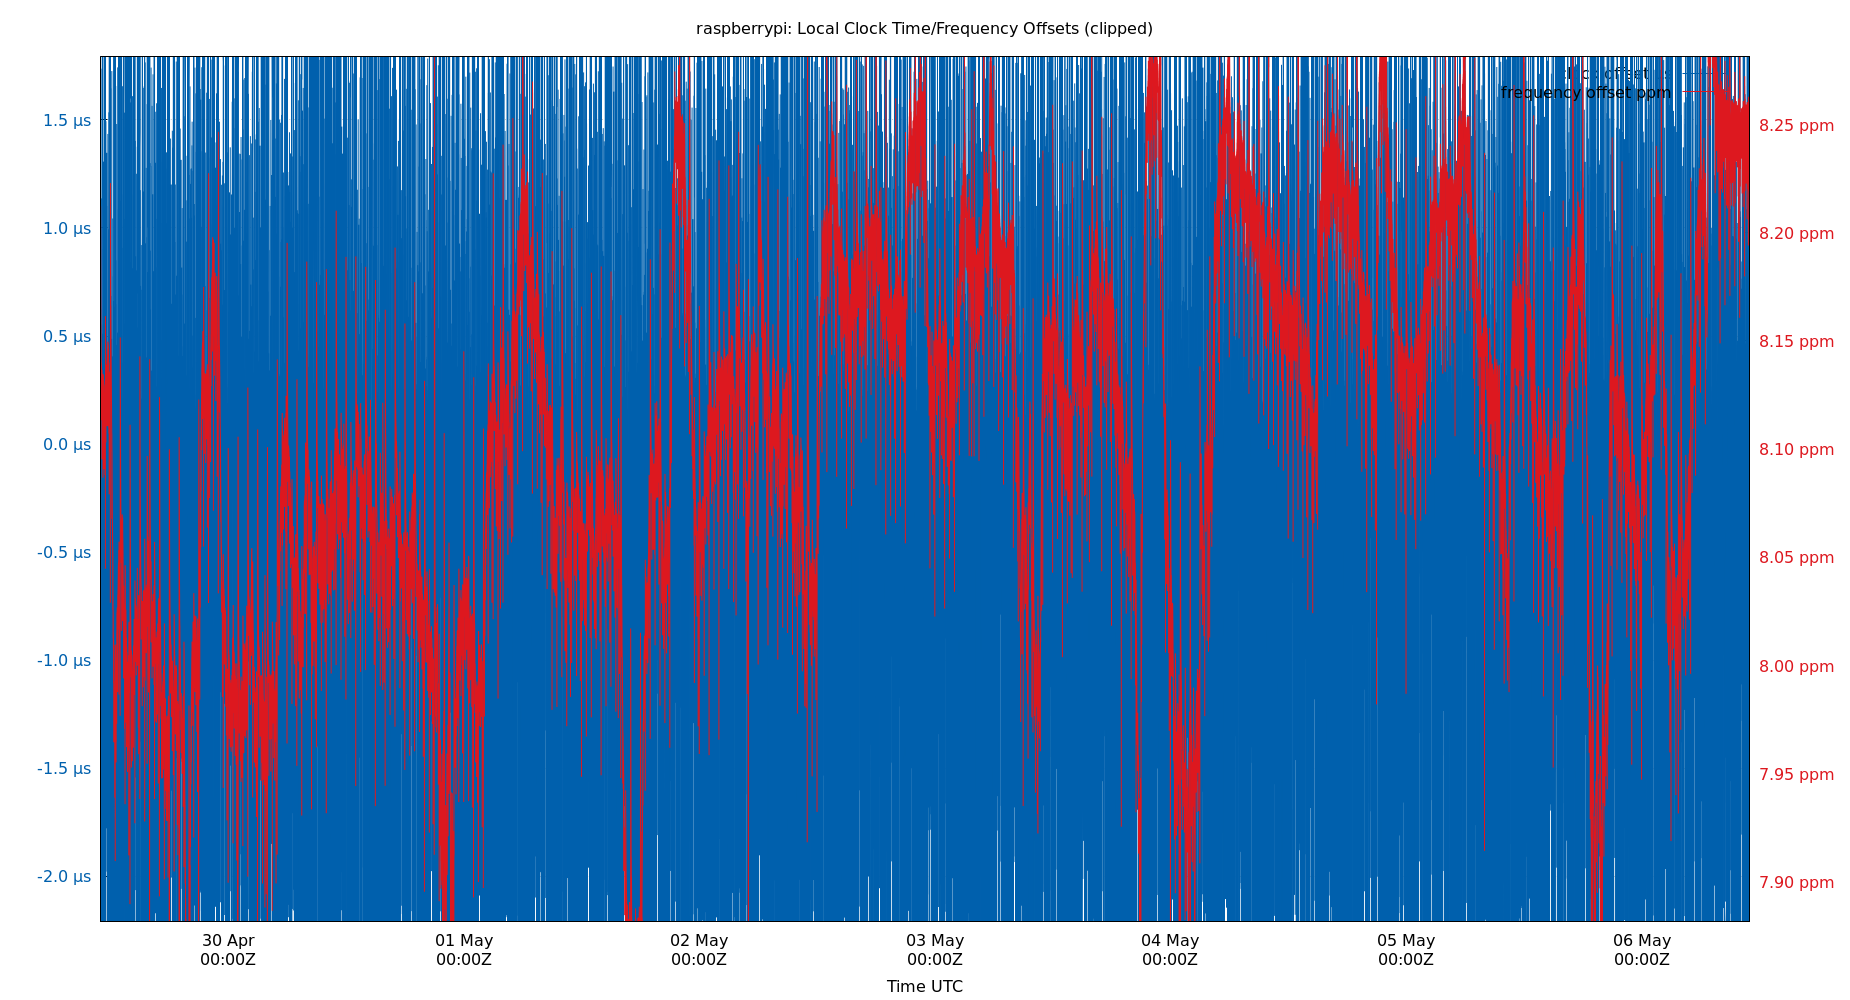 raspberrypi: Local Clock Time/Frequency Offsets (clipped)
clock offset
frequency offset ppm
1.5 µs
1.0 µs
0.5 µs
0.0 µs
-0.5 µs
-1.0 µs
-1.5 µs
-2.0 µs
8.25 ppm
8.20 ppm
8.15 ppm
8.10 ppm
8.05 ppm
8.00 ppm
7.95 ppm
7.90 ppm
30 Apr 01 May 02 May 03 May 04 May 05 May 06 May
00:00Z 00:00Z 00:00Z 00:00Z 00:00Z 00:00Z 00:00Z
Time UTC